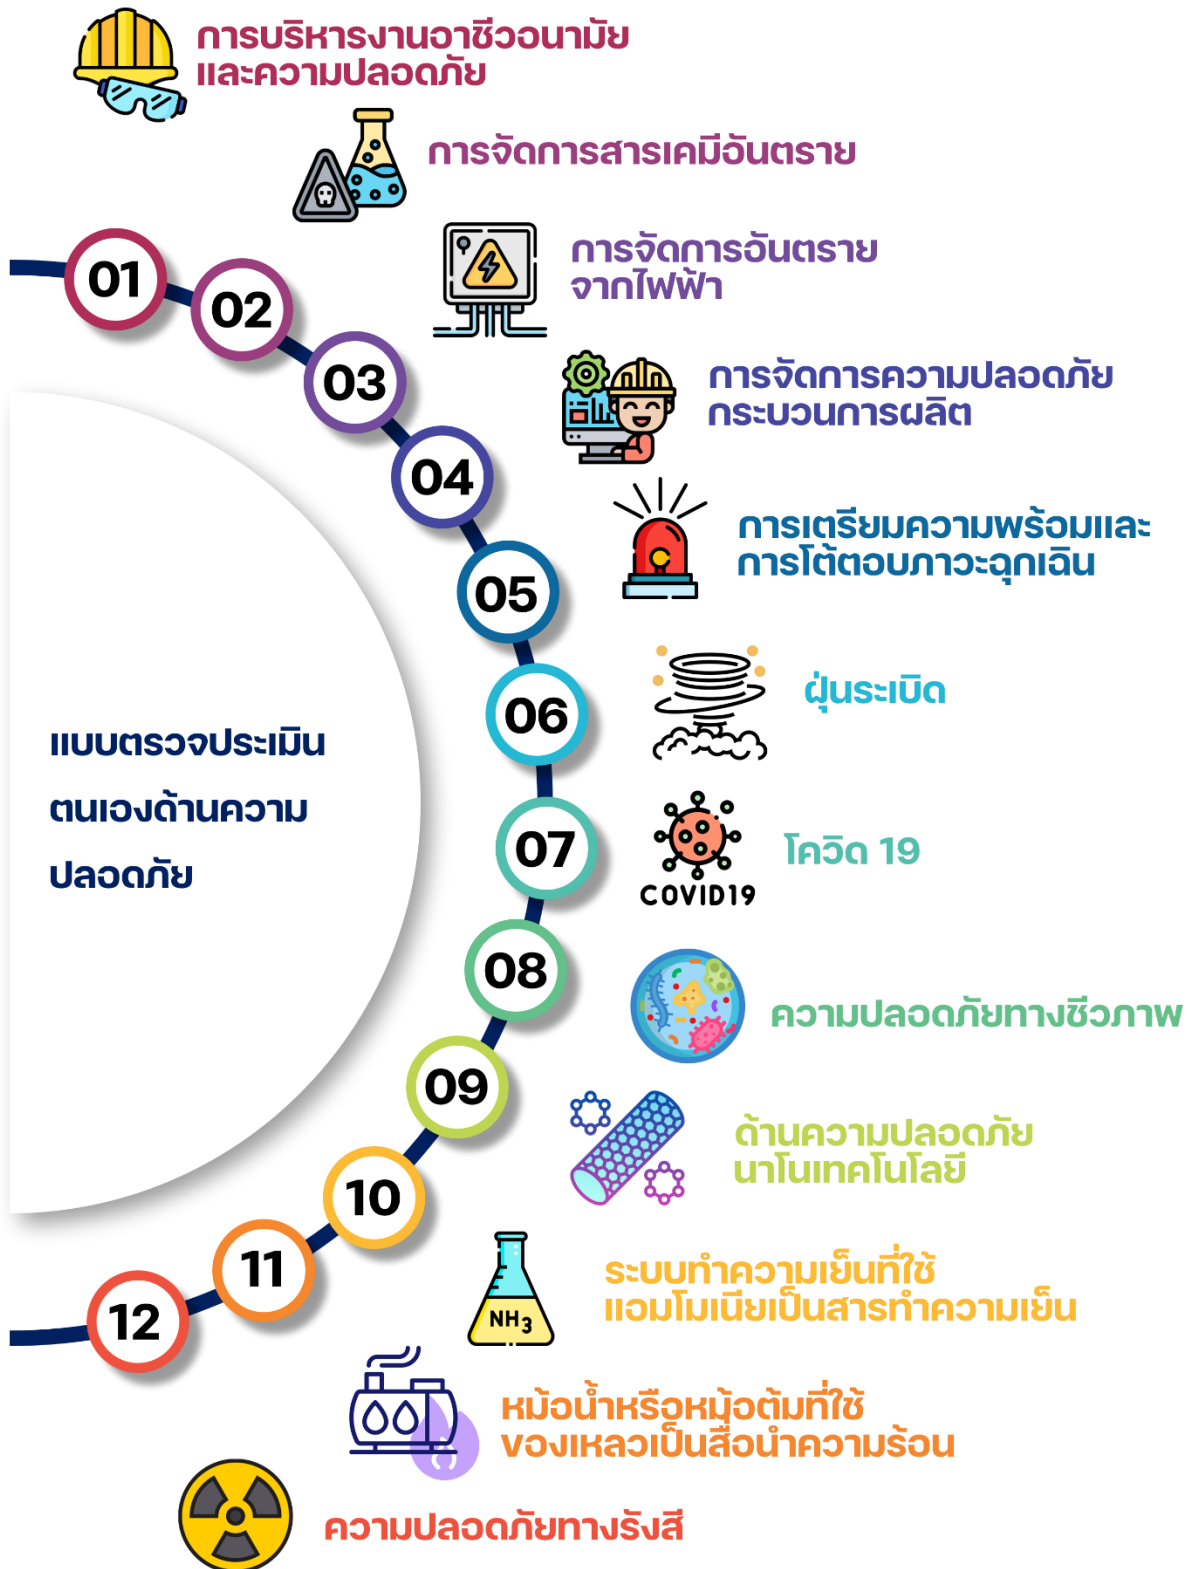 การบริหารงานอาชีวอนามัย
และความปลอดภัย
การจัดการสารเคมีอันตราย
01
02
การจัดการอันตราย
จากไฟฟ้า
03
การจัดการความปลอดภัย
กระบวนการผลิต
04
การเตรียมความพร้อมและ
การโต้ตอบภาวะฉุกเฉิน
05
06
ฝุ่นระเบิด
แบบตรวจประเมิน
ตนเองด้านความ
ปลอดภัย
07
โควิด 19
COVID19
08
ความปลอดภัยทางชีวภาพ
09
ด้านความปลอดภัย
นาโนเทคโนโลยี
10
ระบบทำความเย็นที่ใช้
แอมโมเนียเป็นสารทำความเย็น
NH3
11
12
หม้อน้ำหรือหม้อต้มที่ใช้
ของเหลวเป็นสื่อนำความร้อน
ความปลอดภัยทางรังสี